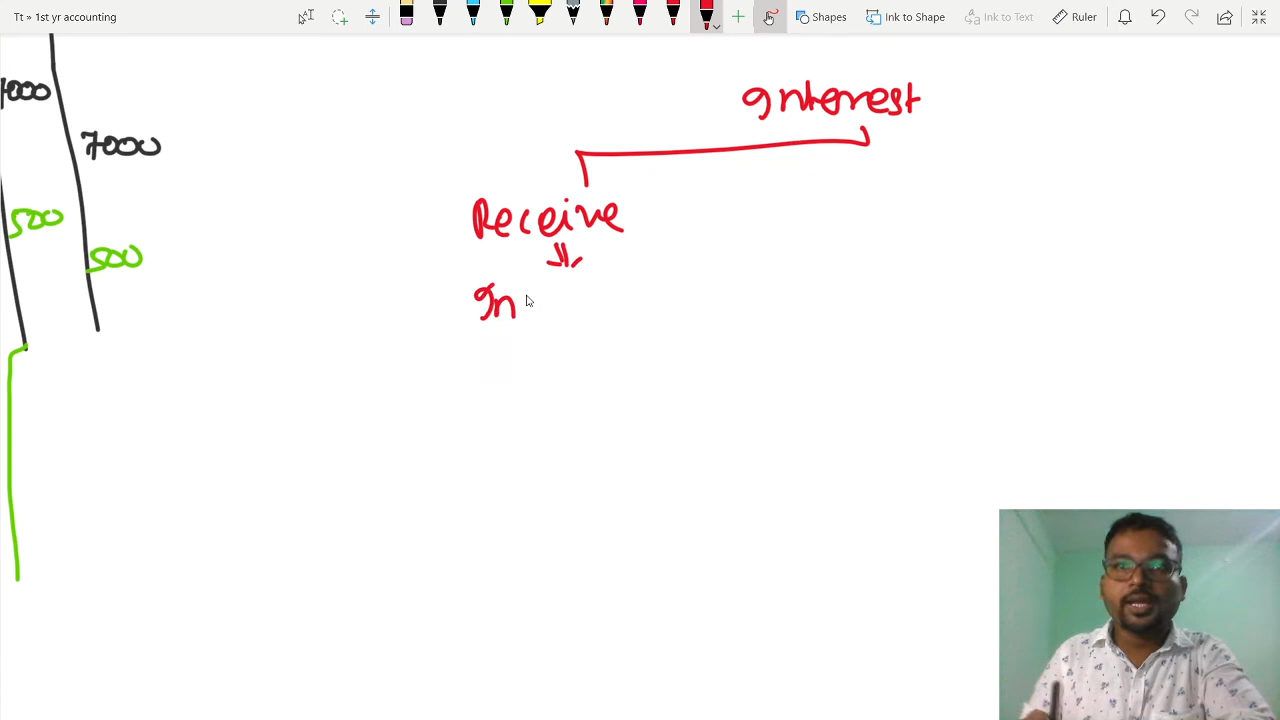 Tt » 1st yr accounting
Shapes
Ink to Shape
Ink to Text
Ruler
Interest
7000
Receive
500
500
In